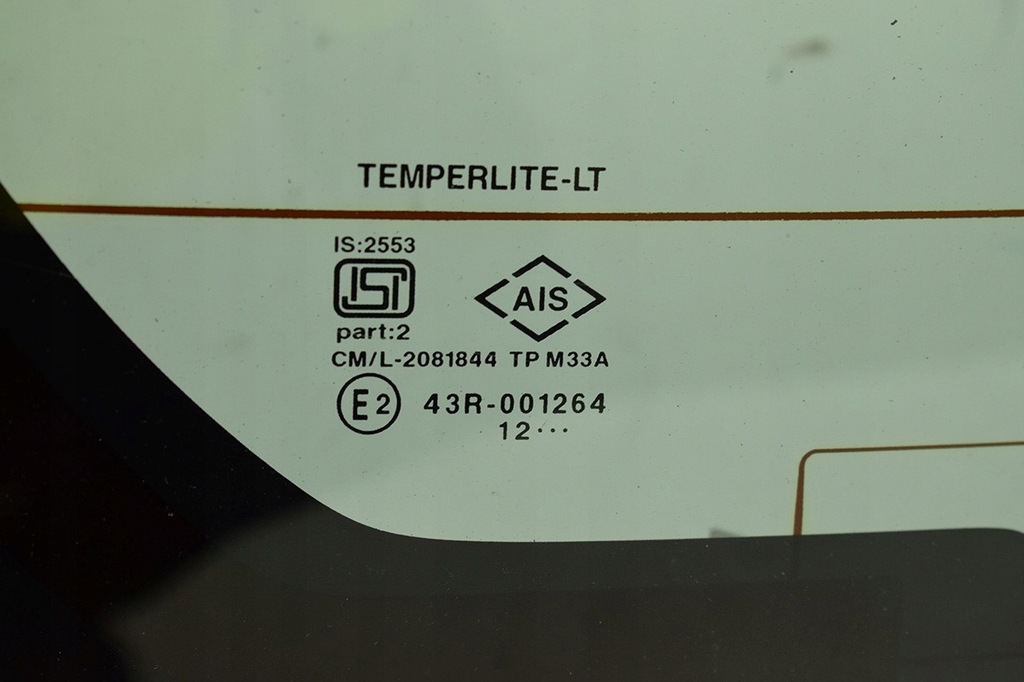 TEMPERLITE-LT
IS:2553
ISI
AIS
part:2
CM/L-2081844 TP M33A
E2 43R-001264
12···